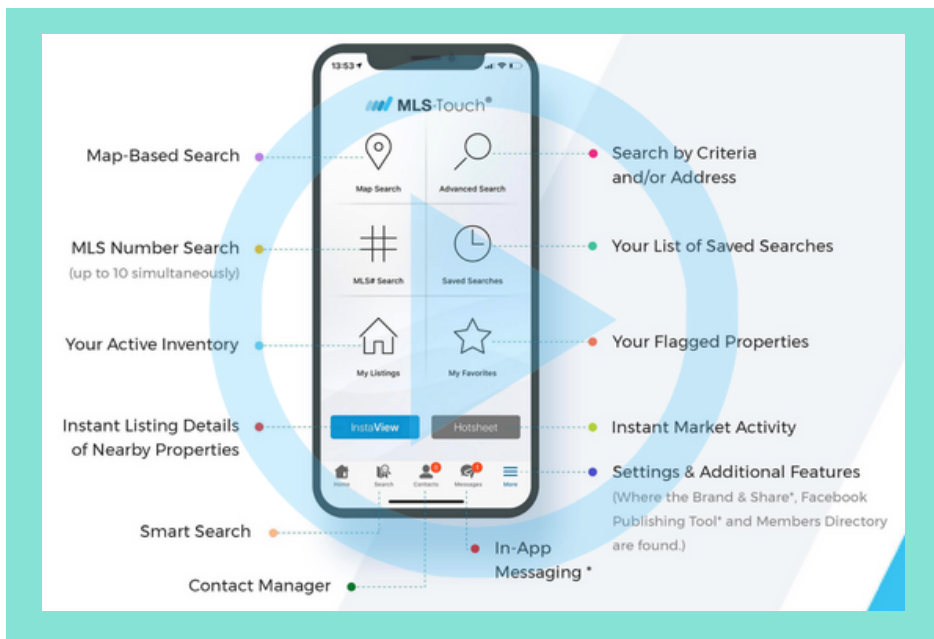 13:53
MLS-Touch®
Map-Based Search
Map Search
Advanced Search
Search by Criteria
and/or Address
MLS Number Search
(up to 10 simultaneously)
MLS# Search
Saved Searches
Your List of Saved Searches
Your Active Inventory
My Listings
My Favorites
Your Flagged Properties
Instant Listing Details
of Nearby Properties
InstaView
Hotsheet
Instant Market Activity
Home
Search
Contacts
Messages
More
Settings & Additional Features
(Where the Brand & Share*, Facebook
Publishing Tool* and Members Directory
are found.)
Smart Search
In-App
Messaging *
Contact Manager